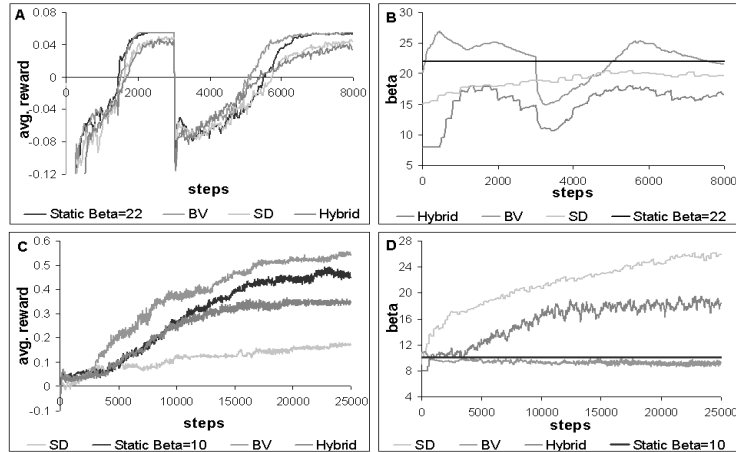 A
0.08
0.04
0
-0.04
-0.08
-0.12
avg. reward
0 2000 4000 6000 8000
steps
Static Beta=22 BV SD Hybrid
B
30
25
20
15
10
5
beta
0 2000 4000 6000 8000
steps
Hybrid BV SD Static Beta=22
C
0.6
0.5
0.4
0.3
0.2
0.1
0
-0.1
avg. reward
0 5000 10000 15000 20000 25000
steps
SD Static Beta=10 BV Hybrid
D
28
24
20
16
12
8
4
beta
0 5000 10000 15000 20000 25000
steps
SD BV Hybrid Static Beta=10